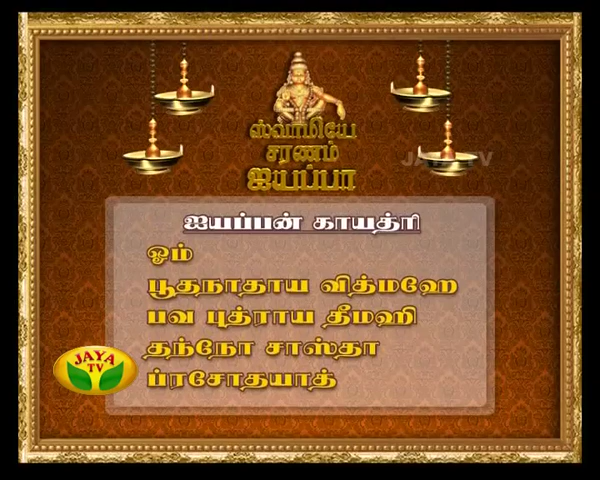 ஸ்வாமியே
சரணம்
ஐயப்பா
JAYA TV
ஐயப்பன் காயத்ரி
ஓம்
பூதநாதாய வித்மஹே
பவ புத்ராய தீமஹி
தந்நோ சாஸ்தா
ப்ரசோதயாத்
JAYA
TV